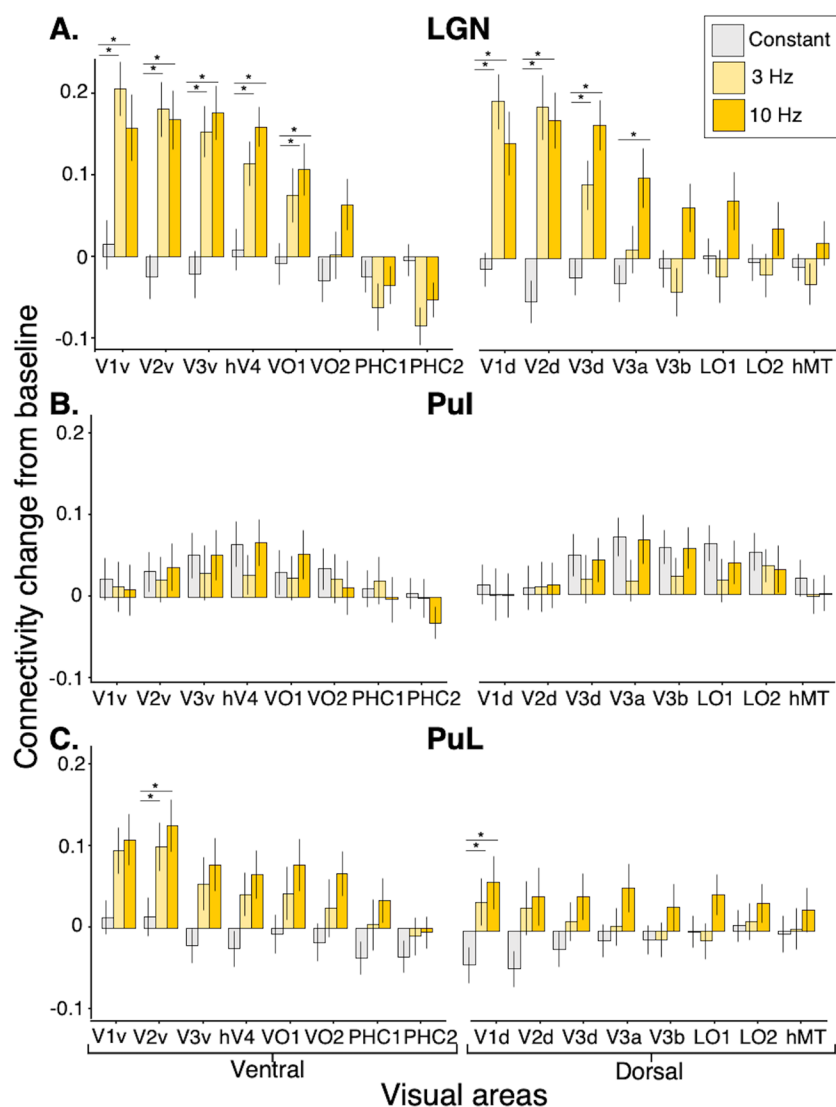 A.
LGN
Constant
3 Hz
10 Hz
* * * * *
* * * * *
* * * *
* * *
0.2
0.1
0
-0.1
V1v V2v V3v hV4 VO1 VO2 PHC1 PHC2
V1d V2d V3d V3a V3b LO1 LO2 hMT
B.
Pul
0.2
0.1
0
-0.1
V1v V2v V3v hV4 VO1 VO2 PHC1 PHC2
V1d V2d V3d V3a V3b LO1 LO2 hMT
C.
PuL
* *
* *
0.2
0.1
0
-0.1
V1v V2v V3v hV4 VO1 VO2 PHC1 PHC2
V1d V2d V3d V3a V3b LO1 LO2 hMT
Ventral
Dorsal
Visual areas
Connectivity change from baseline